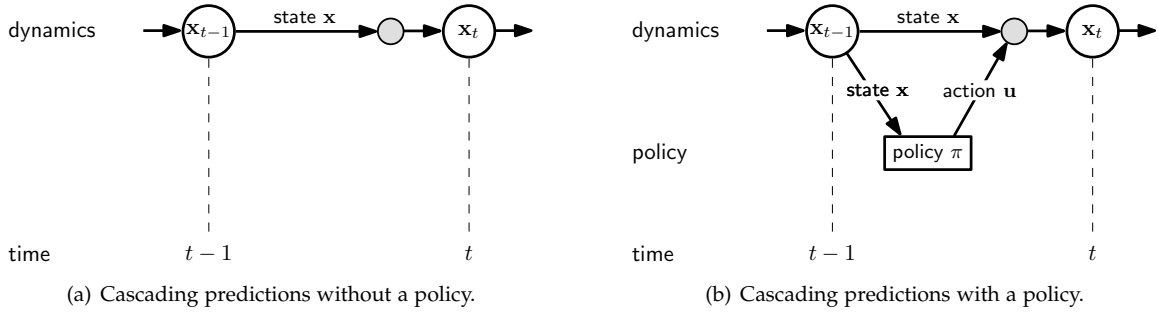 dynamics
x_{t−1}
state x
x_t
state x
action u
policy π
policy
time
t − 1
t
(a) Cascading predictions without a policy.
dynamics
x_{t−1}
state x
x_t
time
t − 1
t
(b) Cascading predictions with a policy.